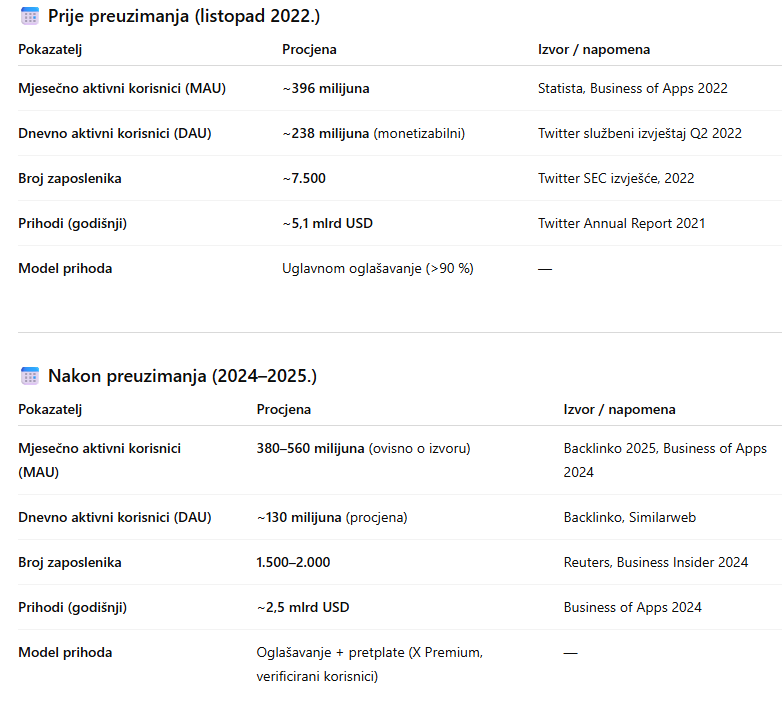 Prije preuzimanja (listopad 2022.)
Pokazatelj Procjena Izvor / napomena
Mjesečno aktivni korisnici (MAU) ~396 milijuna Statista, Business of Apps 2022
Dnevno aktivni korisnici (DAU) ~238 milijuna (monetizabilni) Twitter službeni izvještaj Q2 2022
Broj zaposlenika ~7.500 Twitter SEC izvješće, 2022
Prihodi (godišnji) ~5,1 mlrd USD Twitter Annual Report 2021
Model prihoda Uglavnom oglašavanje (>90 %) —
Nakon preuzimanja (2024–2025.)
Pokazatelj Procjena Izvor / napomena
Mjesečno aktivni korisnici 380–560 milijuna (ovisno o izvoru) Backlinko 2025, Business of Apps
(MAU) 2024
Dnevno aktivni korisnici (DAU) ~130 milijuna (procjena) Backlinko, Similarweb
Broj zaposlenika 1.500–2.000 Reuters, Business Insider 2024
Prihodi (godišnji) ~2,5 mlrd USD Business of Apps 2024
Model prihoda Oglašavanje + pretplate (X Premium, —
verificirani korisnici)